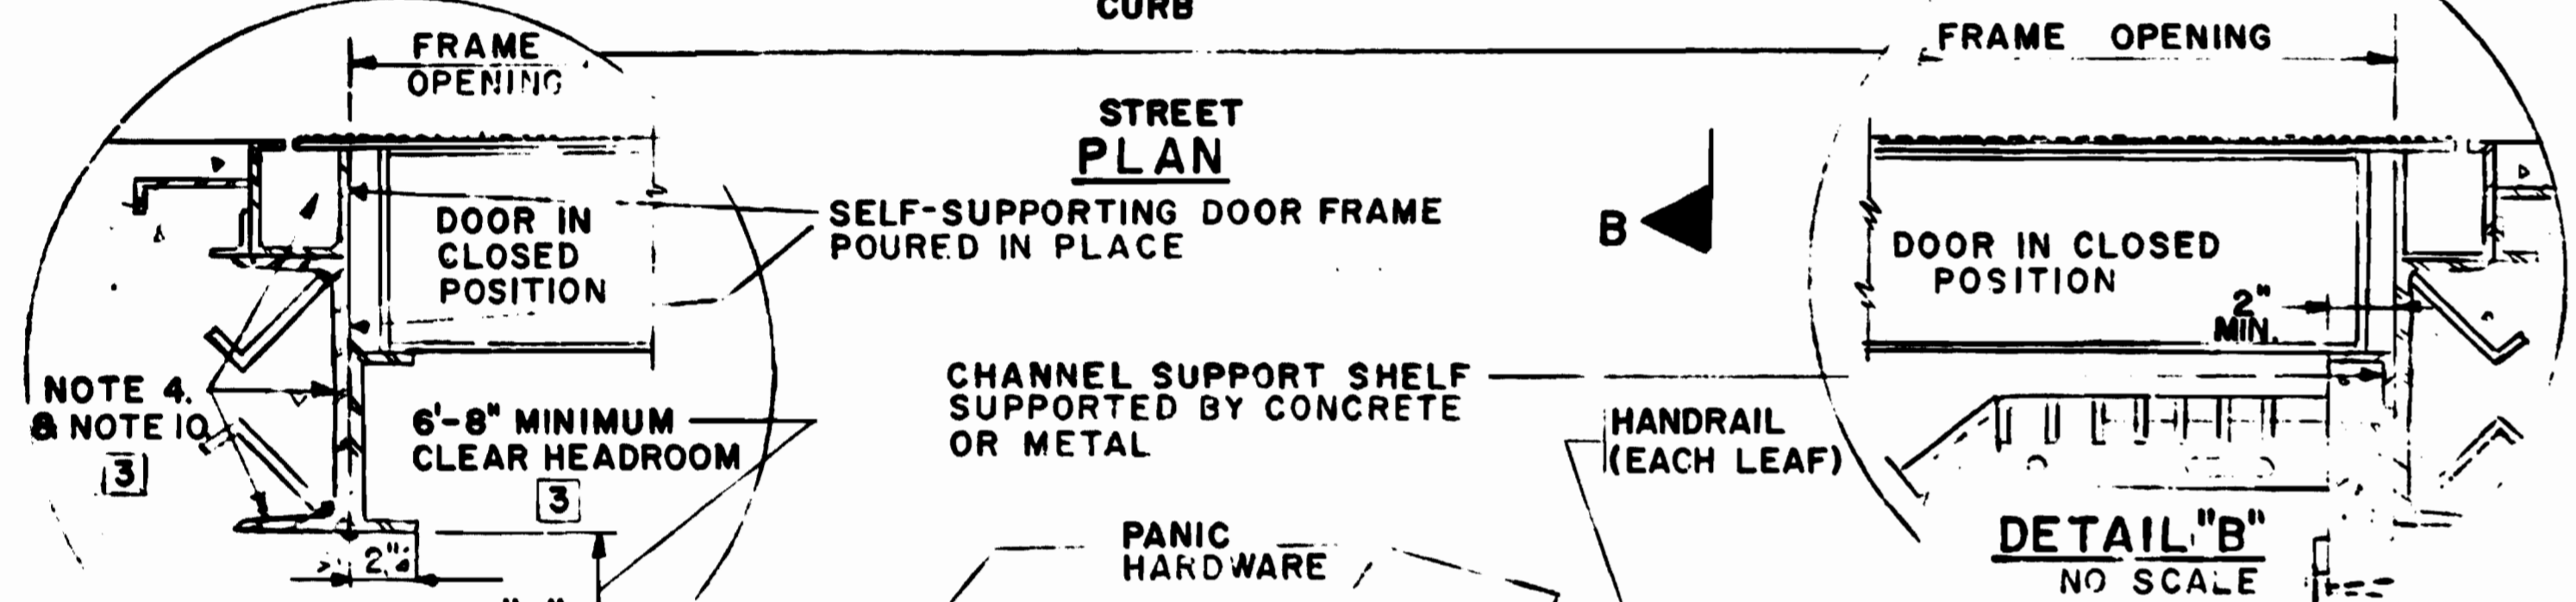 CURB
FRAME
OPENING
FRAME OPENING
STREET
PLAN
DOOR IN
CLOSED
POSITION
SELF-SUPPORTING DOOR FRAME
POURED IN PLACE
B
DOOR IN CLOSED
POSITION
2"
MIN.
NOTE 4.
& NOTE 10
3
6'-8" MINIMUM
CLEAR HEADROOM
3
CHANNEL SUPPORT SHELF
SUPPORTED BY CONCRETE
OR METAL
HANDRAIL
(EACH LEAF)
2"
PANIC
HARDWARE
DETAIL "B"
NO SCALE